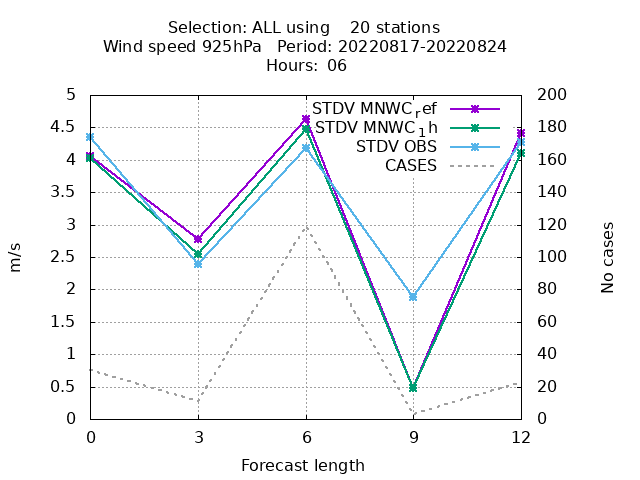 Selection: ALL using    20 stations
Wind speed 925hPa   Period: 20220817-20220824
Hours:  06
STDV MNWC_ref
STDV MNWC_1h
STDV OBS
CASES
5
4.5
4
3.5
3
2.5
2
1.5
1
0.5
0
m/s
200
180
160
140
120
100
80
60
40
20
0
No cases
0 3 6 9 12
Forecast length